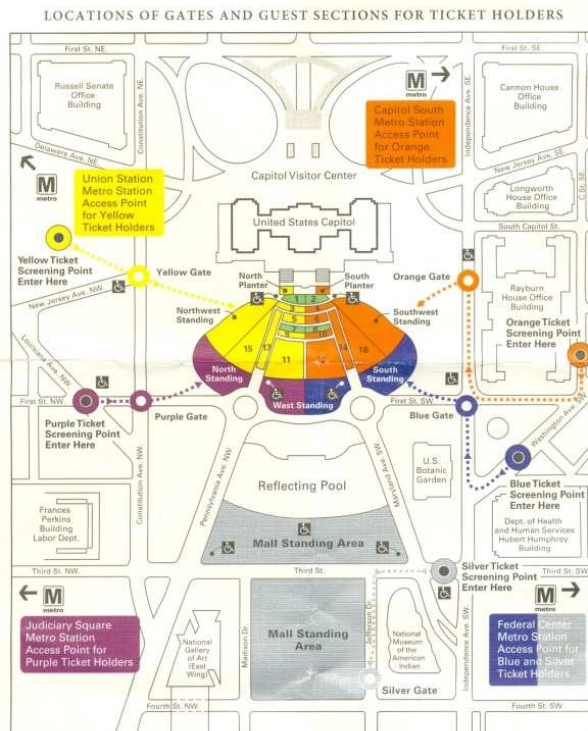 LOCATIONS OF GATES AND GUEST SECTIONS FOR TICKET HOLDERS
First St. NE.
First St. SE
Russell Senate
Office
Building
Constitution Ave. NE.
M
metro
Capitol South
Metro Station
Access Point
for Orange
Ticket Holders
Independence Ave. SE.
Cannon House
Office
Building
Delaware Ave. NE.
New Jersey Ave. SE
M
metro
Union Station
Metro Station
Access Point
for Yellow
Ticket Holders
Capitol Visitor Center
Longworth
House Office
Building
C St. SE
United States Capitol
South Capitol St.
Yellow Ticket
Screening Point
Enter Here
Yellow Gate
North
Planter
South
Planter
Orange Gate
Rayburn
House Office
Building
New Jersey Ave. NW.
1
2
3
5
6
Northwest
Standing
Southwest
Standing
Orange Ticket
Screening Point
Enter Here
Louisiana Ave. NW.
15
13
11
14
16
North
Standing
South
Standing
West Standing
First St. NW.
First St. SW
Purple Gate
Blue Gate
Purple Ticket
Screening Point
Enter Here
Washington Ave. SW
Constitution Ave. NW.
Pennsylvania Ave. NW.
Maryland Ave. SW.
U.S.
Botanic
Garden
Blue Ticket
Screening Point
Enter Here
Reflecting Pool
Frances
Perkins
Building
Labor Dept.
Mall Standing Area
Dept. of Health
and Human Services
Hubert Humphrey
Building
Third St. NW.
Third St.
Silver Ticket
Screening Point
Enter Here
Third St. SW
M
metro
M
metro
Judiciary Square
Metro Station
Access Point for
Purple Ticket Holders
National
Gallery
of Art
(East
Wing)
Madison Dr.
Mall Standing
Area
Jefferson Dr.
National
Museum
of the
American
Indian
Independence Ave. SW.
Federal Center
Metro Station
Access Point for
Blue and Silver
Ticket Holders
Silver Gate
Fourth St. NW.
Fourth St. SW.